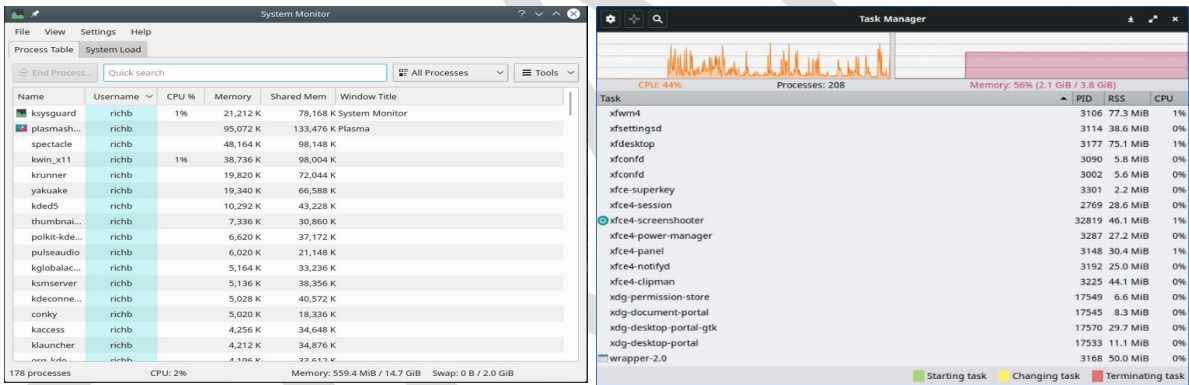 System Monitor
File View Settings Help
Process Table System Load
End Process... Quick search All Processes Tools
Name Username CPU % Memory Shared Mem Window Title
ksysguard richb 1% 21,212 K 78,168 K System Monitor
plasmash... richb 95,072 K 133,476 K Plasma
spectacle richb 48,164 K 98,148 K
kwin_x11 richb 1% 38,736 K 98,004 K
krunner richb 19,820 K 72,044 K
yakuake richb 19,340 K 66,588 K
kded5 richb 10,292 K 43,228 K
thumbnai... richb 7,336 K 30,860 K
polkit-kde... richb 6,620 K 37,172 K
pulseaudio richb 6,020 K 21,148 K
kglobalac... richb 5,164 K 33,236 K
ksmserver richb 5,136 K 38,356 K
kdeconne... richb 5,028 K 40,572 K
conky richb 5,020 K 18,336 K
kaccess richb 4,256 K 34,648 K
klauncher richb 4,212 K 34,876 K
org.kde... richb 4,196 K 33,612 K
178 processes CPU: 2% Memory: 559.4 MiB / 14.7 GiB Swap: 0 B / 2.0 GiB
Task Manager
CPU: 44% Processes: 208 Memory: 56% (2.1 GiB / 3.8 GiB)
Task PID RSS CPU
xfwm4 3106 77.3 MiB 1%
xfsettingsd 3114 38.6 MiB 0%
xfdesktop 3177 75.1 MiB 1%
xfconfd 3090 5.8 MiB 0%
xfconfd 3002 5.6 MiB 0%
xfce-superkey 3301 2.2 MiB 0%
xfce4-session 2769 28.6 MiB 0%
xfce4-screenshooter 32819 46.1 MiB 1%
xfce4-power-manager 3287 27.2 MiB 0%
xfce4-panel 3148 30.4 MiB 1%
xfce4-notifyd 3192 25.0 MiB 0%
xfce4-clipman 3225 44.1 MiB 0%
xdg-permission-store 17549 6.6 MiB 0%
xdg-document-portal 17545 8.3 MiB 0%
xdg-desktop-portal-gtk 17570 29.7 MiB 0%
xdg-desktop-portal 17533 11.1 MiB 0%
wrapper-2.0 3168 50.0 MiB 0%
Starting task Changing task Terminating task